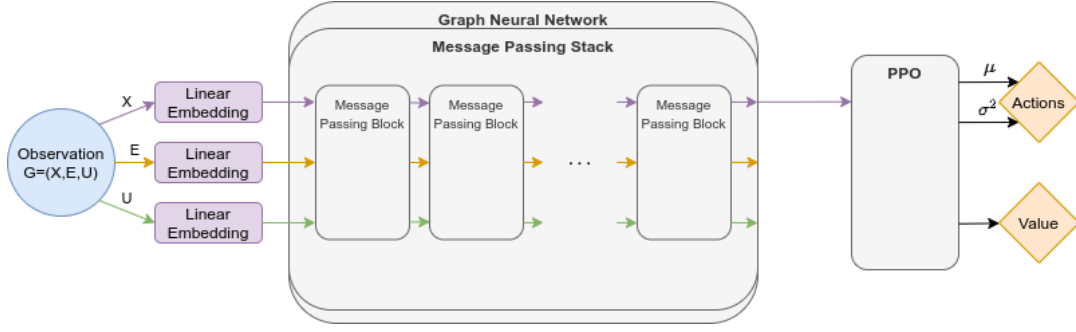 Graph Neural Network
Message Passing Stack
Observation
G=(X,E,U)
X
E
U
Linear
Embedding
Linear
Embedding
Linear
Embedding
Message
Passing Block
Message
Passing Block
...
Message
Passing Block
PPO
μ
σ²
Actions
Value